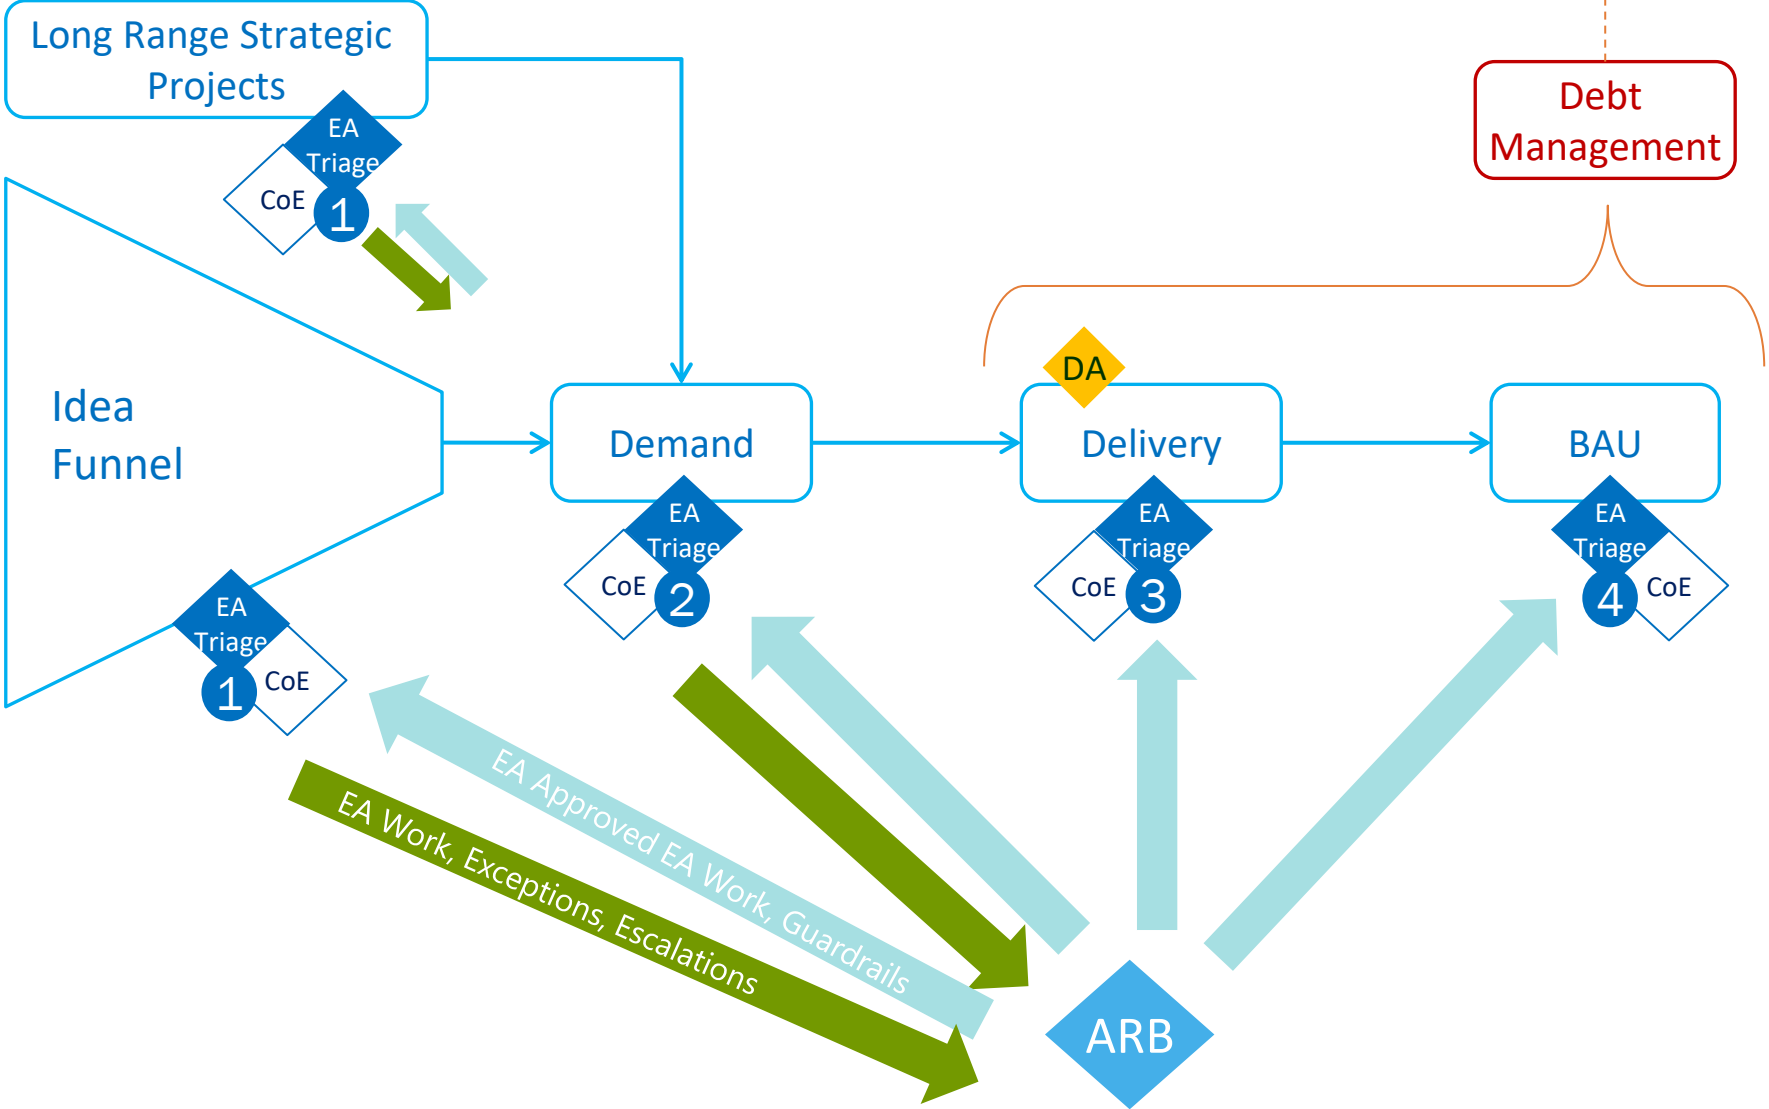 Long Range Strategic
Projects
EA
Triage
CoE
1
Debt
Management
Idea
Funnel
Demand
EA
Triage
CoE
2
DA
Delivery
EA
Triage
CoE
3
BAU
EA
Triage
CoE
4
EA
Triage
CoE
1
EA Approved EA Work, Guardrails
EA Work, Exceptions, Escalations
ARB